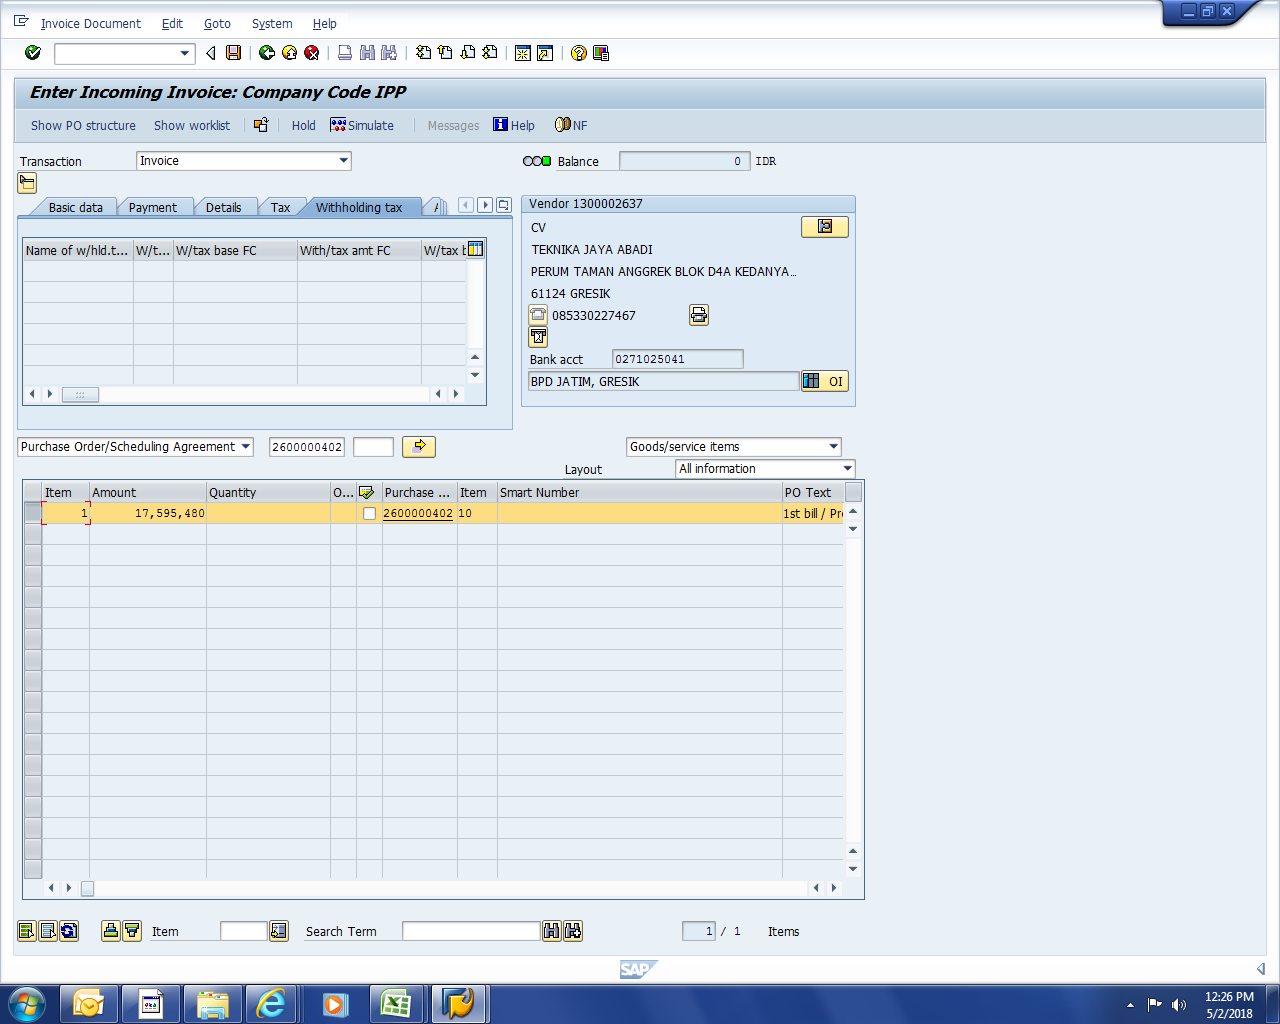 Invoice Document Edit Goto System Help
Enter Incoming Invoice: Company Code IPP
Show PO structure Show worklist Hold Simulate Messages Help NF
Transaction Invoice Balance 0 IDR
Basic data Payment Details Tax Withholding tax
Name of w/hld.t... W/t... W/tax base FC With/tax amt FC W/tax
Vendor 1300002637
CV
TEKNIKA JAYA ABADI
PERUM TAMAN ANGGREK BLOK D4A KEDANYA...
61124 GRESIK
085330227467
Bank acct 0271025041
BPD JATIM, GRESIK OI
Purchase Order/Scheduling Agreement 2600000402 Goods/service items
Layout All information
Item Amount Quantity O... Purchase ... Item Smart Number PO Text
1 17,595,480 2600000402 10 1st bill / Pr
Item Search Term 1 / 1 Items
SAP
12:26 PM
5/2/2018